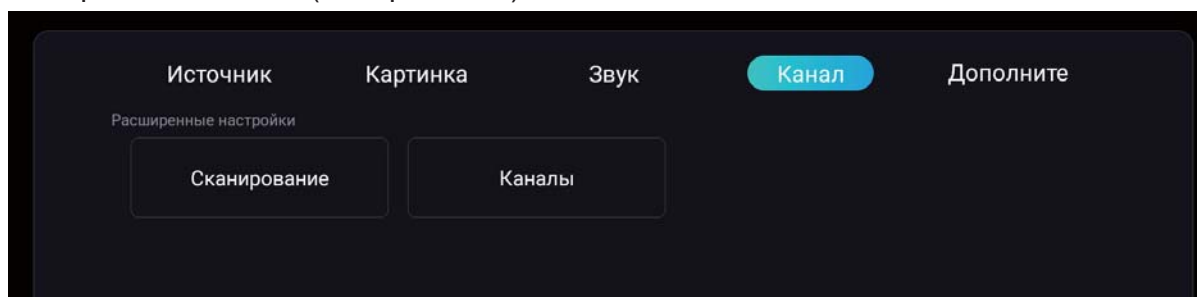 Источник Картинка Звук Канал Дополните
Расширенные настройки
Сканирование Каналы